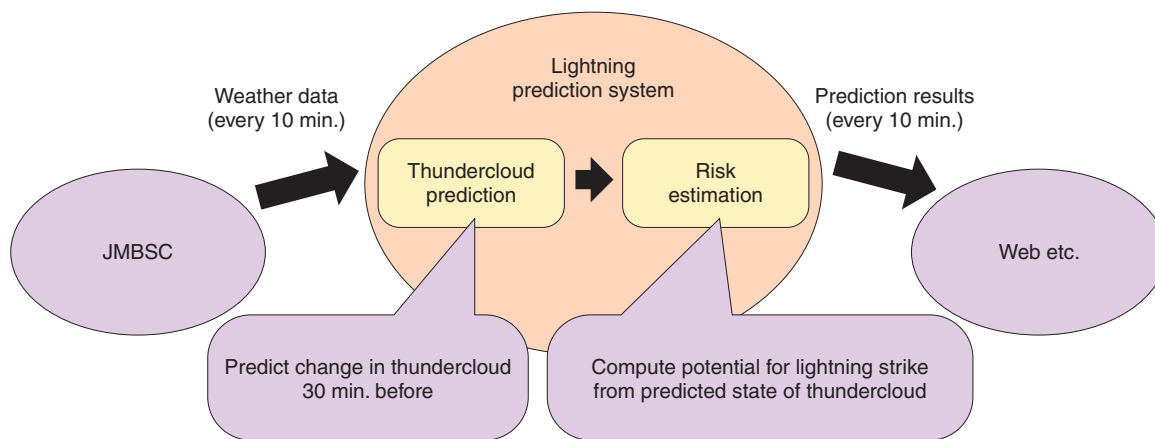 Lightning
prediction system
Weather data
(every 10 min.)
Prediction results
(every 10 min.)
Thundercloud
prediction
Risk
estimation
JMBSC
Web etc.
Predict change in thundercloud
30 min. before
Compute potential for lightning strike
from predicted state of thundercloud